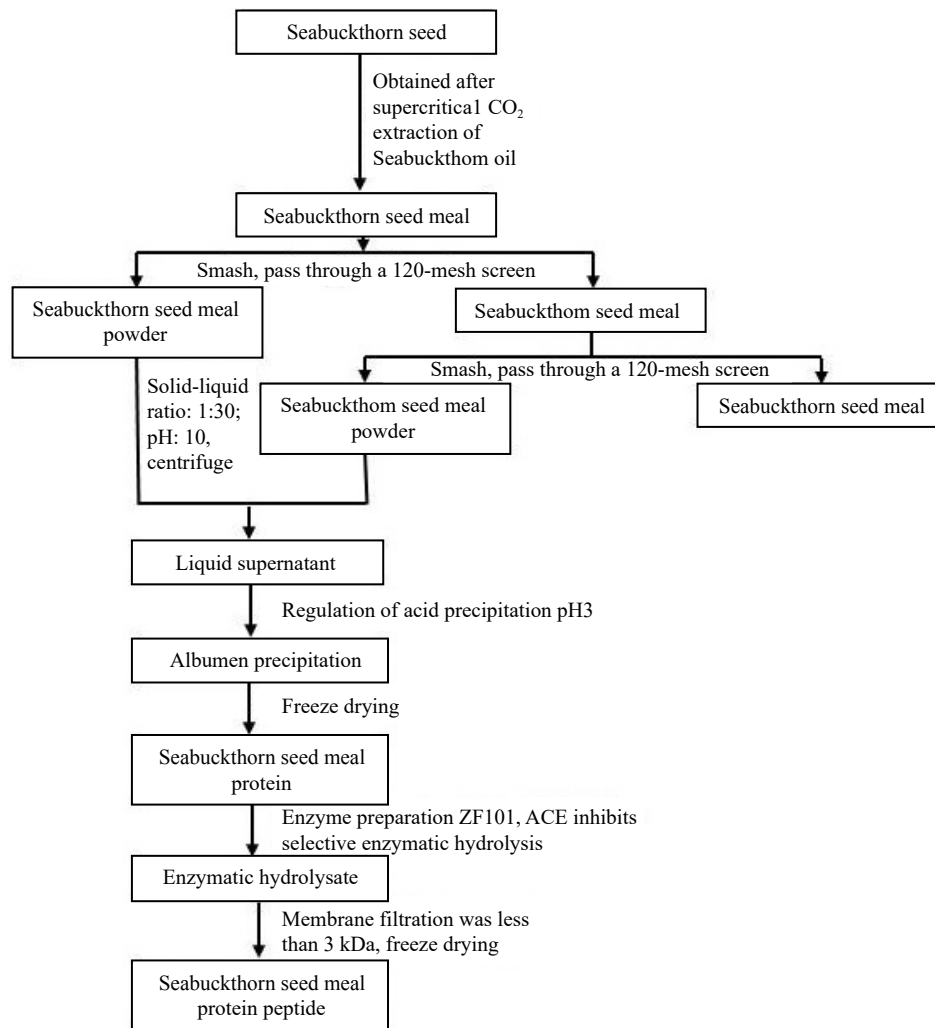 Seabuckthorn seed
Obtained after
supercritica1 CO₂
extraction of
Seabuckthom oil
Seabuckthorn seed meal
Smash, pass through a 120-mesh screen
Seabuckthorn seed meal
powder
Seabuckthom seed meal
Smash, pass through a 120-mesh screen
Solid-liquid
ratio: 1:30;
pH: 10,
centrifuge
Seabuckthom seed meal
powder
Seabuckthorn seed meal
Liquid supernatant
Regulation of acid precipitation pH3
Albumen precipitation
Freeze drying
Seabuckthorn seed meal
protein
Enzyme preparation ZF101, ACE inhibits
selective enzymatic hydrolysis
Enzymatic hydrolysate
Membrane filtration was less
than 3 kDa, freeze drying
Seabuckthorn seed meal
protein peptide